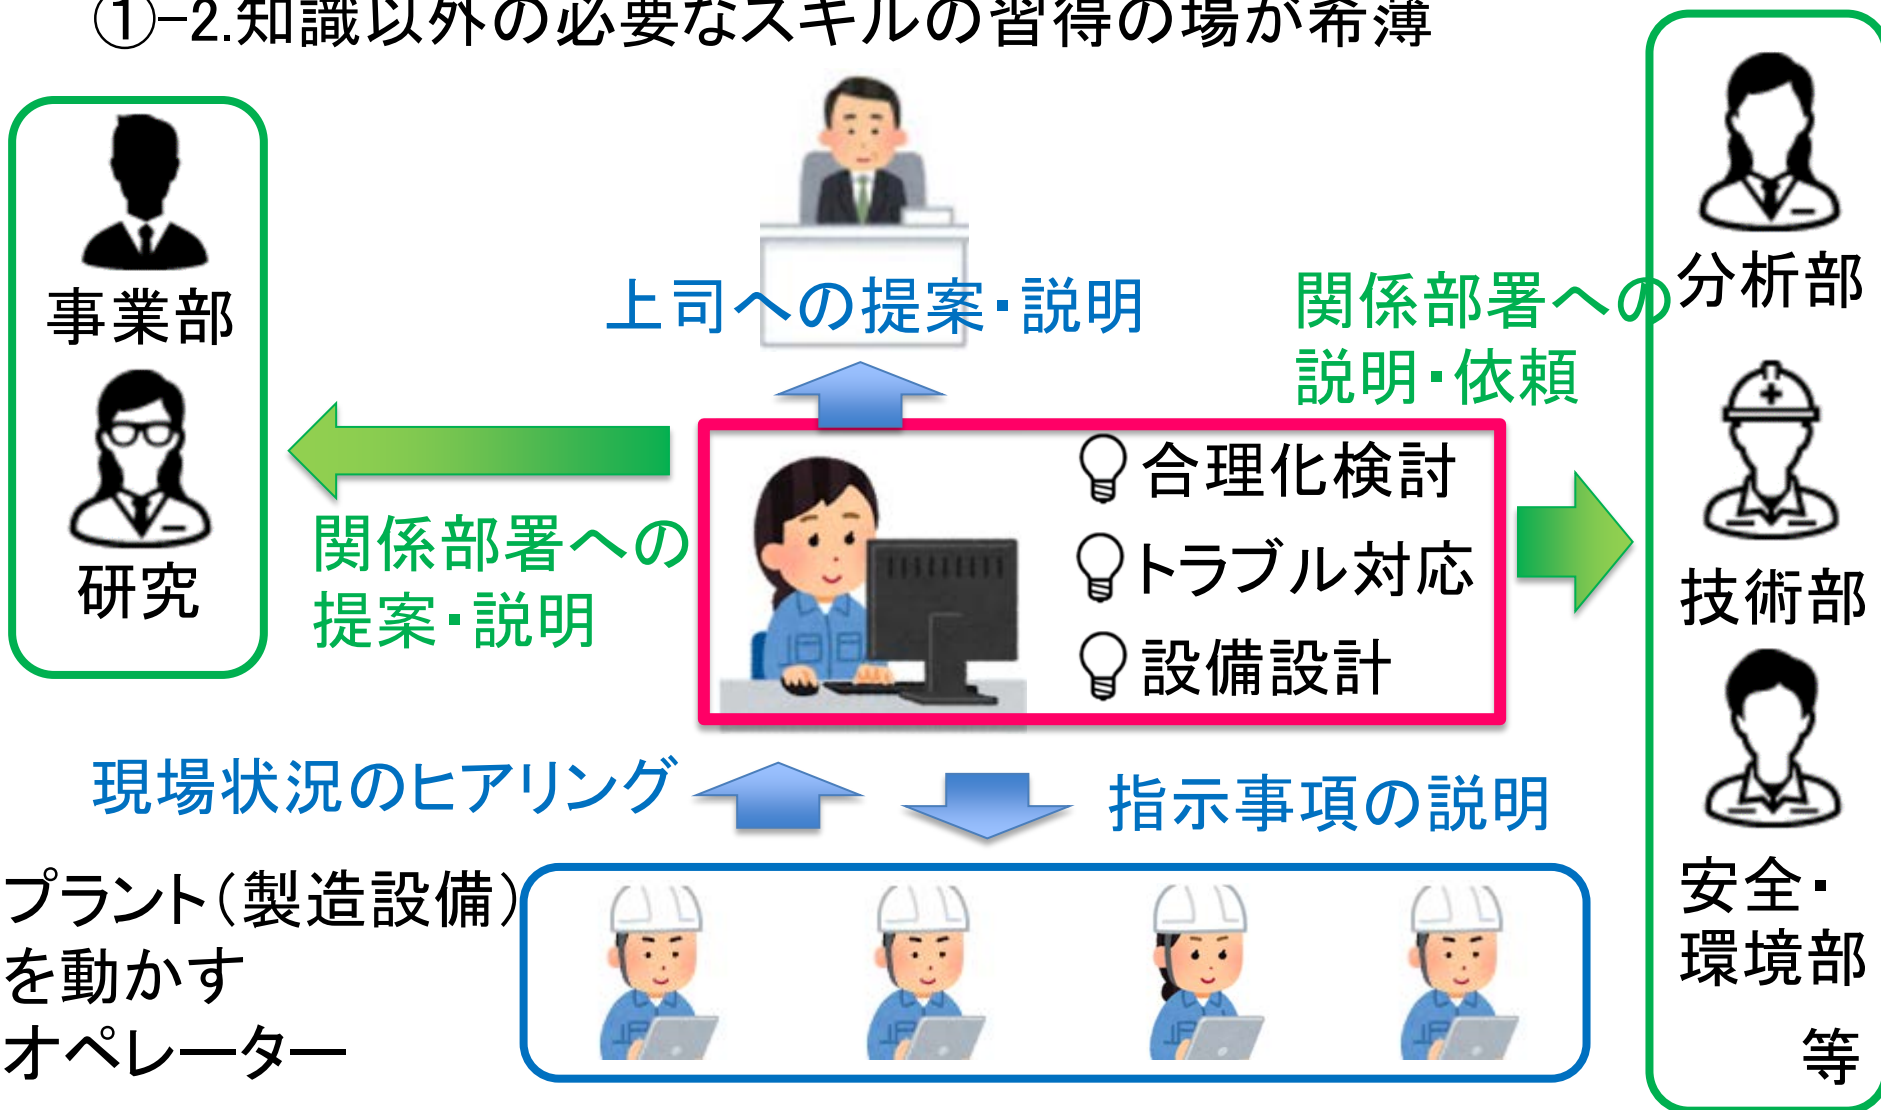 ①-2.知識以外の必要なスキルの習得の場が希薄
事業部
研究
上司への提案・説明
関係部署への
説明・依頼
分析部
技術部
安全・
環境部
等
関係部署への
提案・説明
合理化検討
トラブル対応
設備設計
現場状況のヒアリング
指示事項の説明
プラント(製造設備)
を動かす
オペレーター